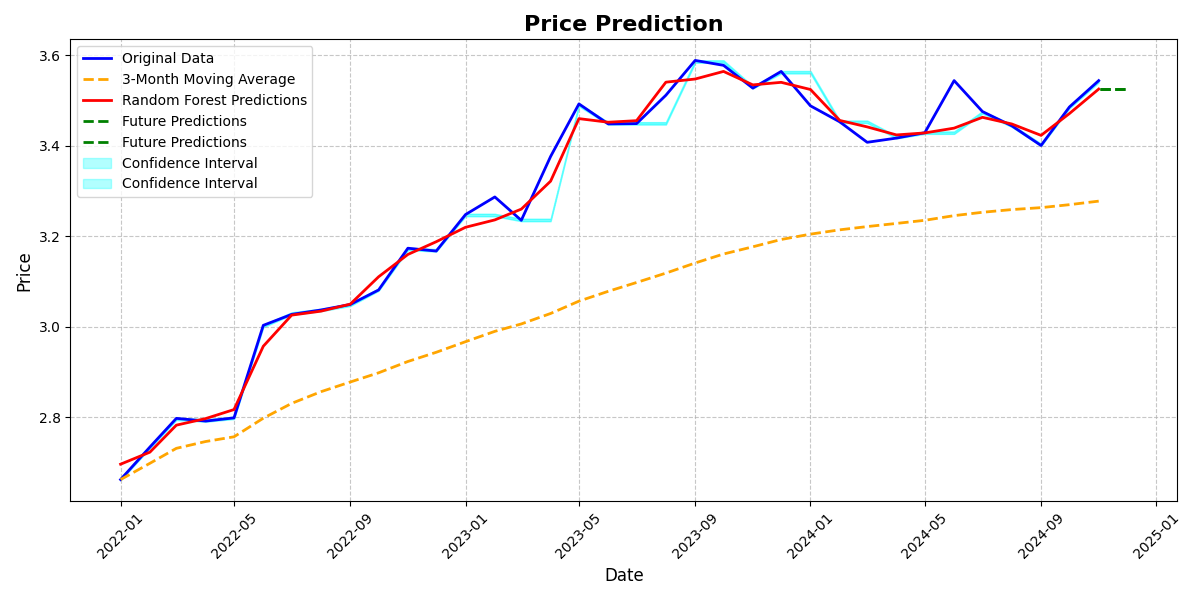 Price Prediction
Original Data
3-Month Moving Average
Random Forest Predictions
Future Predictions
Future Predictions
Confidence Interval
Confidence Interval
Price
3.6
3.4
3.2
3.0
2.8
2022-01
2022-05
2022-09
2023-01
2023-05
2023-09
2024-01
2024-05
2024-09
2025-01
Date